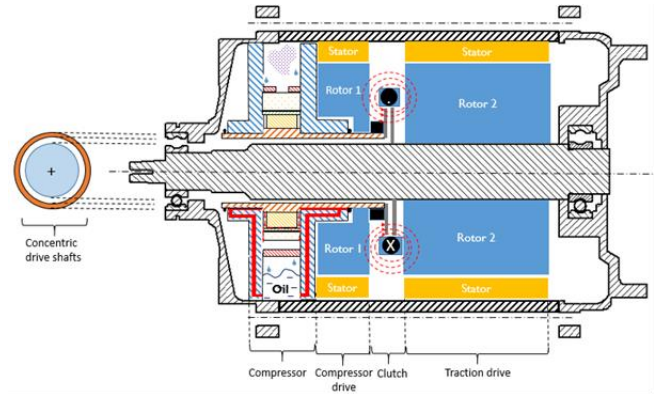 Stator
Stator
Rotor 1
Rotor 2
+
Concentric
drive shafts
Rotor 1
X
Rotor 2
Oil
Stator
Stator
Compressor
Compressor
drive
Clutch
Traction drive